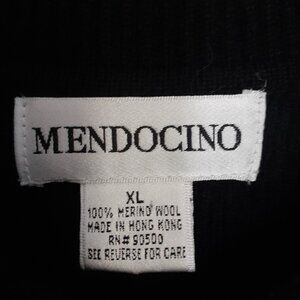 MENDOCINO
XL
100% MERINO WOOL
MADE IN HONG KONG
RN# 90500
SEE REVERSE FOR CARE